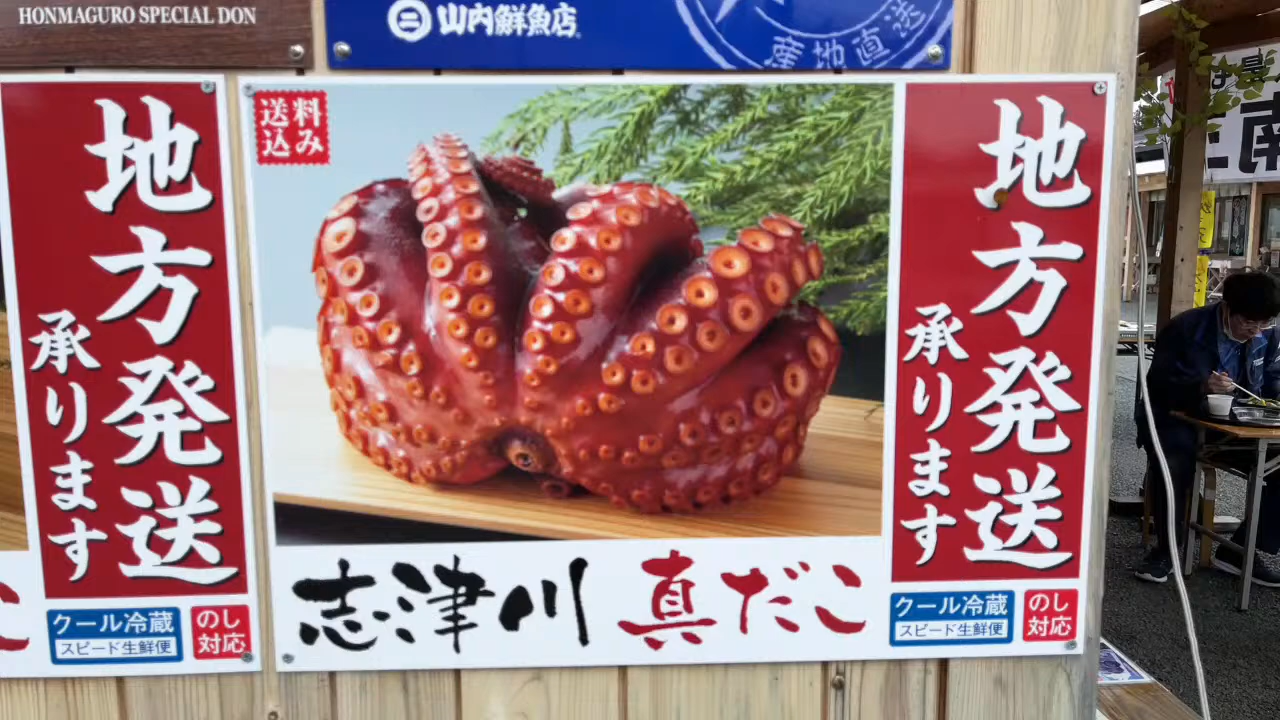 HONMAGURO SPECIAL DON
山内鮮魚店
産地直送
地方発送
承ります
クール冷蔵
スピード生鮮便
のし
対応
送料
込み
志津川 真だこ
地方発送
承ります
クール冷蔵
スピード生鮮便
のし
対応